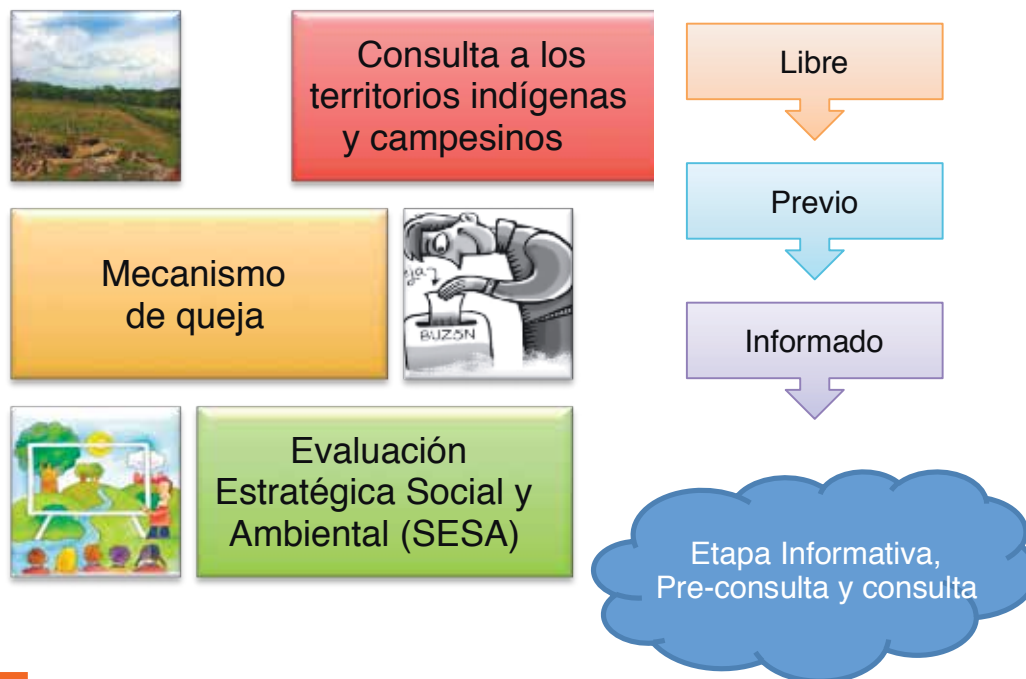 Consulta a los
territorios indígenas
y campesinos
Mecanismo
de queja
BUZON
Evaluación
Estratégica Social y
Ambiental (SESA)
Libre
Previo
Informado
Etapa Informativa,
Pre-consulta y consulta